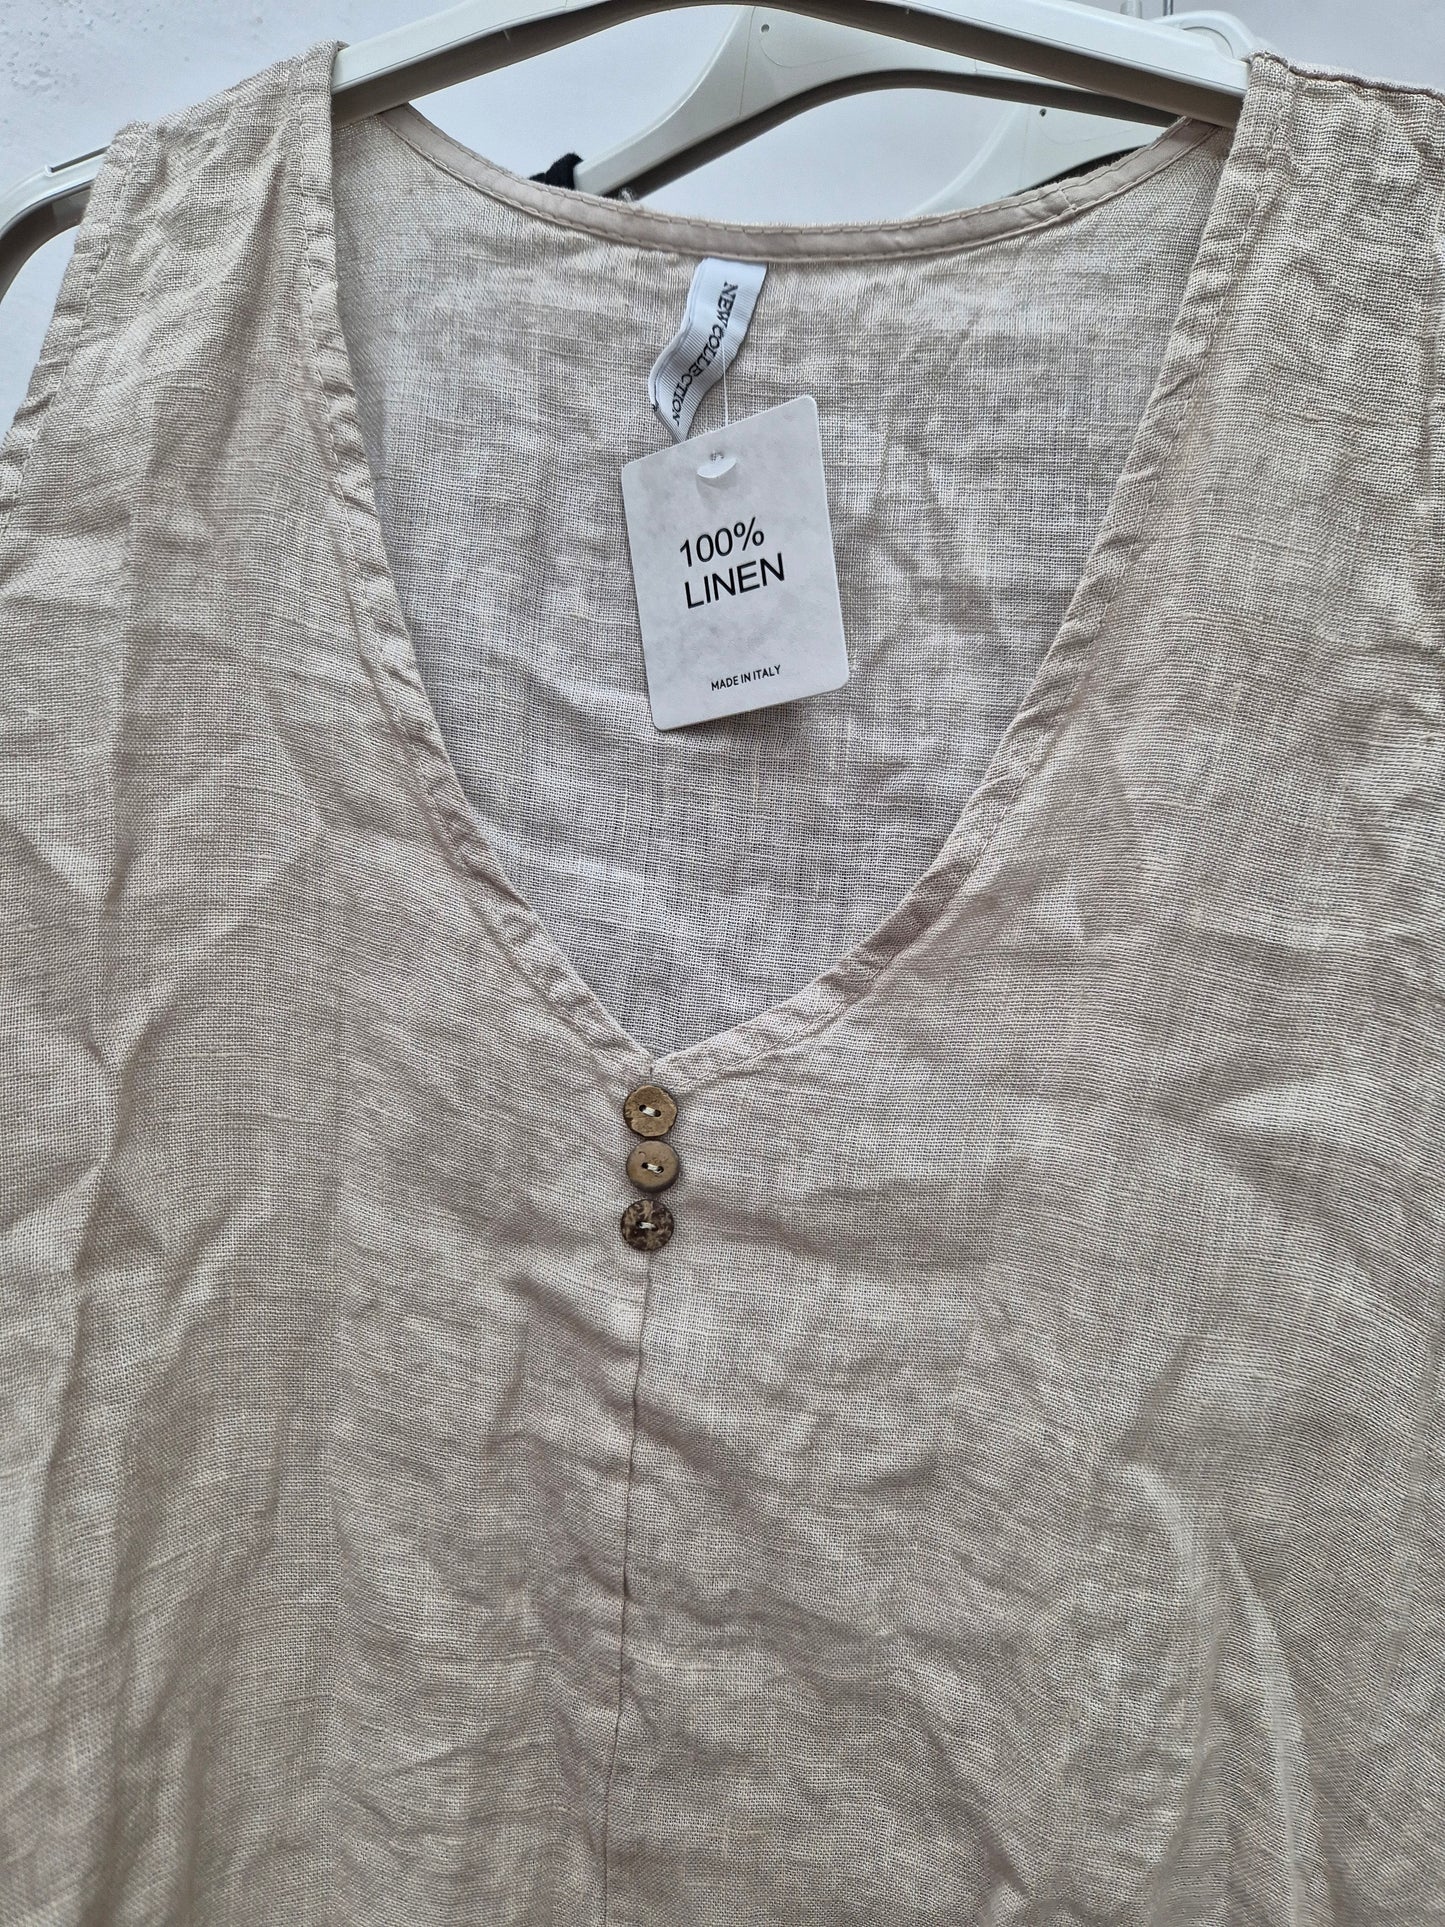 NEW COLLECTION
100%
LINEN
MADE IN ITALY